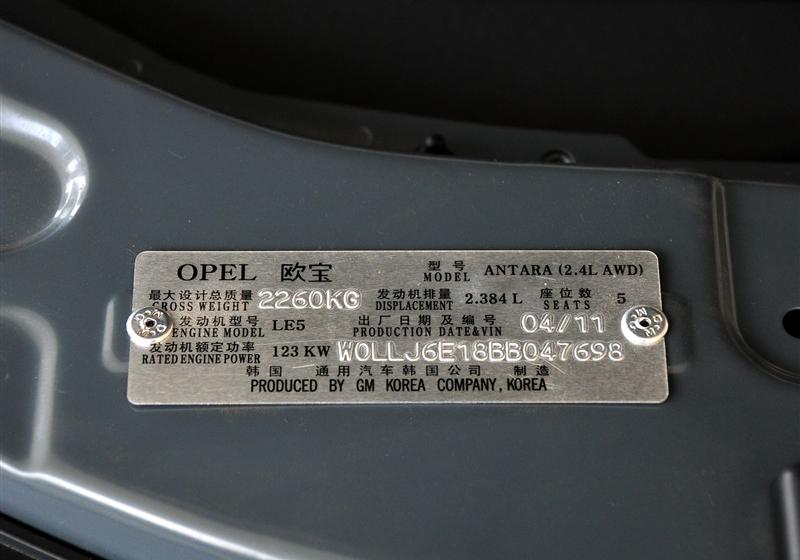 OPEL 欧宝 型号 MODEL ANTARA (2.4L AWD)
最大设计总质量 GROSS WEIGHT 2260KG 发动机排量 DISPLACEMENT 2.384 L 座位数 SEATS 5
发动机型号 ENGINE MODEL LE5 出厂日期及编号 PRODUCTION DATE&VIN 04/11
发动机额定功率 RATED ENGINE POWER 123 KW W0LLJ6E18BB047698
韩国 通用汽车韩国公司 制造
PRODUCED BY GM KOREA COMPANY, KOREA